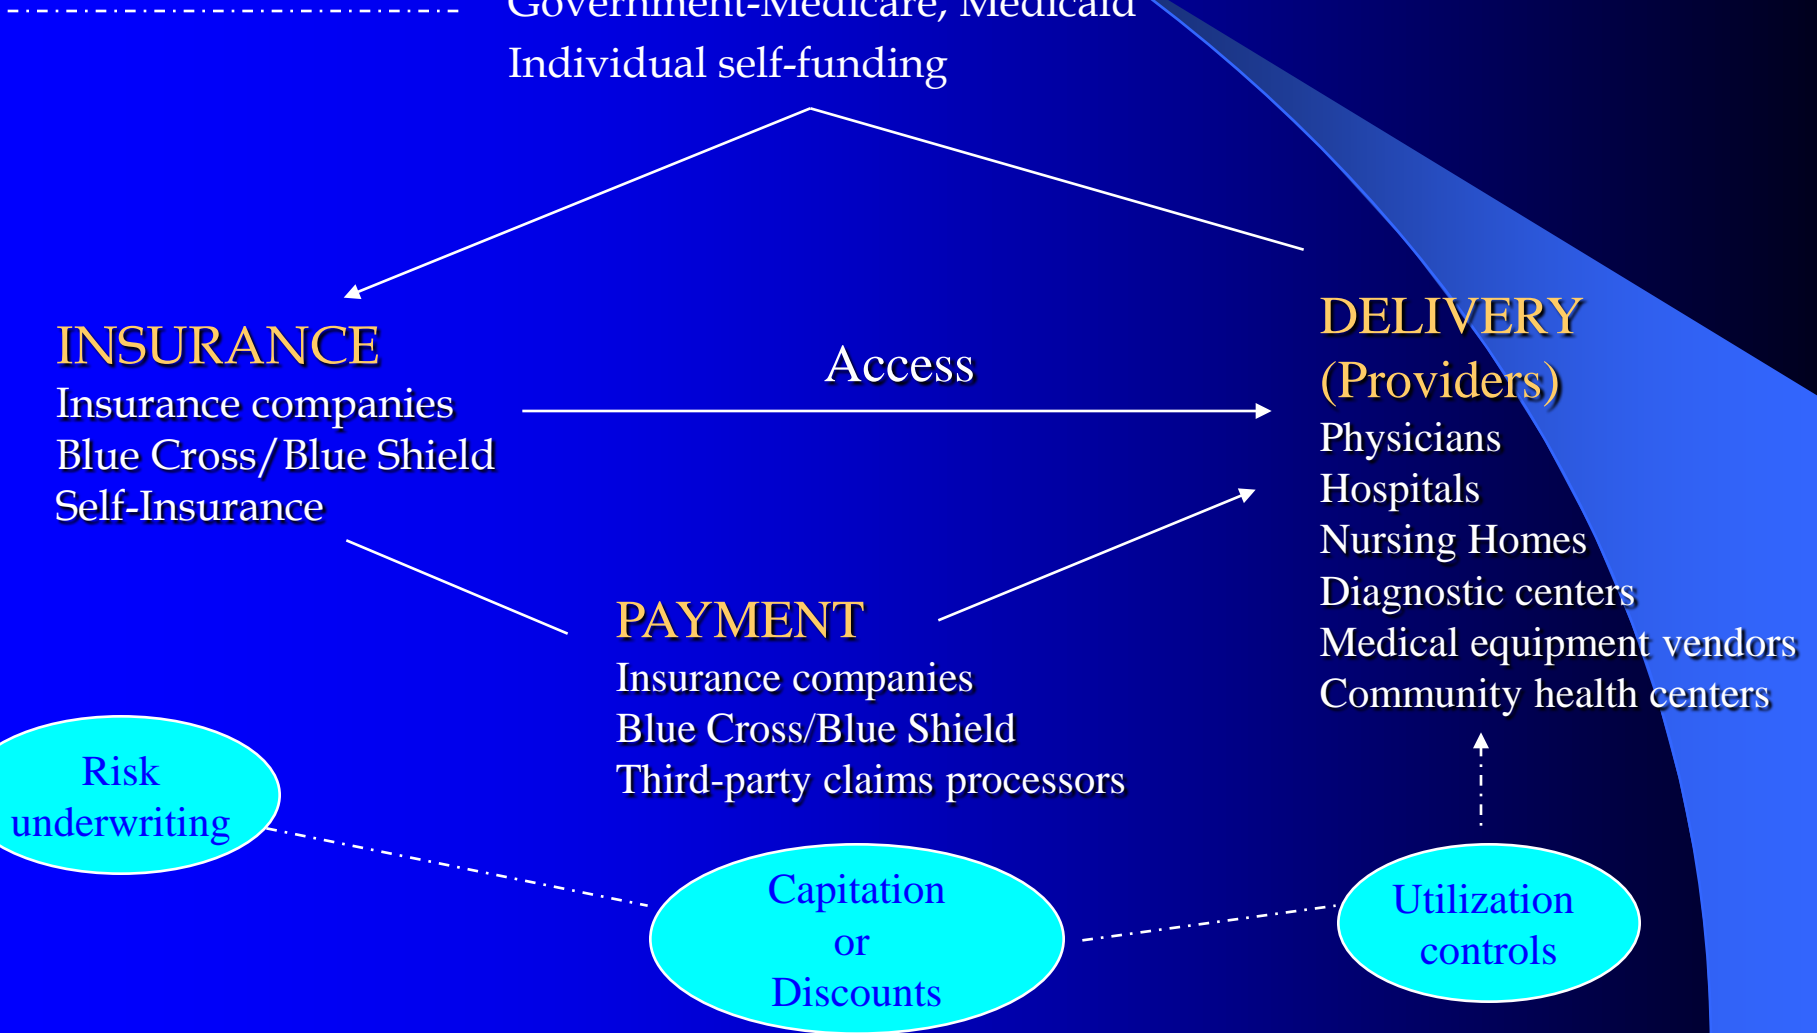 Government-Medicare, Medicaid
Individual self-funding
INSURANCE
Insurance companies
Blue Cross/Blue Shield
Self-Insurance
Access
DELIVERY
(Providers)
Physicians
Hospitals
Nursing Homes
Diagnostic centers
Medical equipment vendors
Community health centers
PAYMENT
Insurance companies
Blue Cross/Blue Shield
Third-party claims processors
Risk
underwriting
Capitation
or
Discounts
Utilization
controls